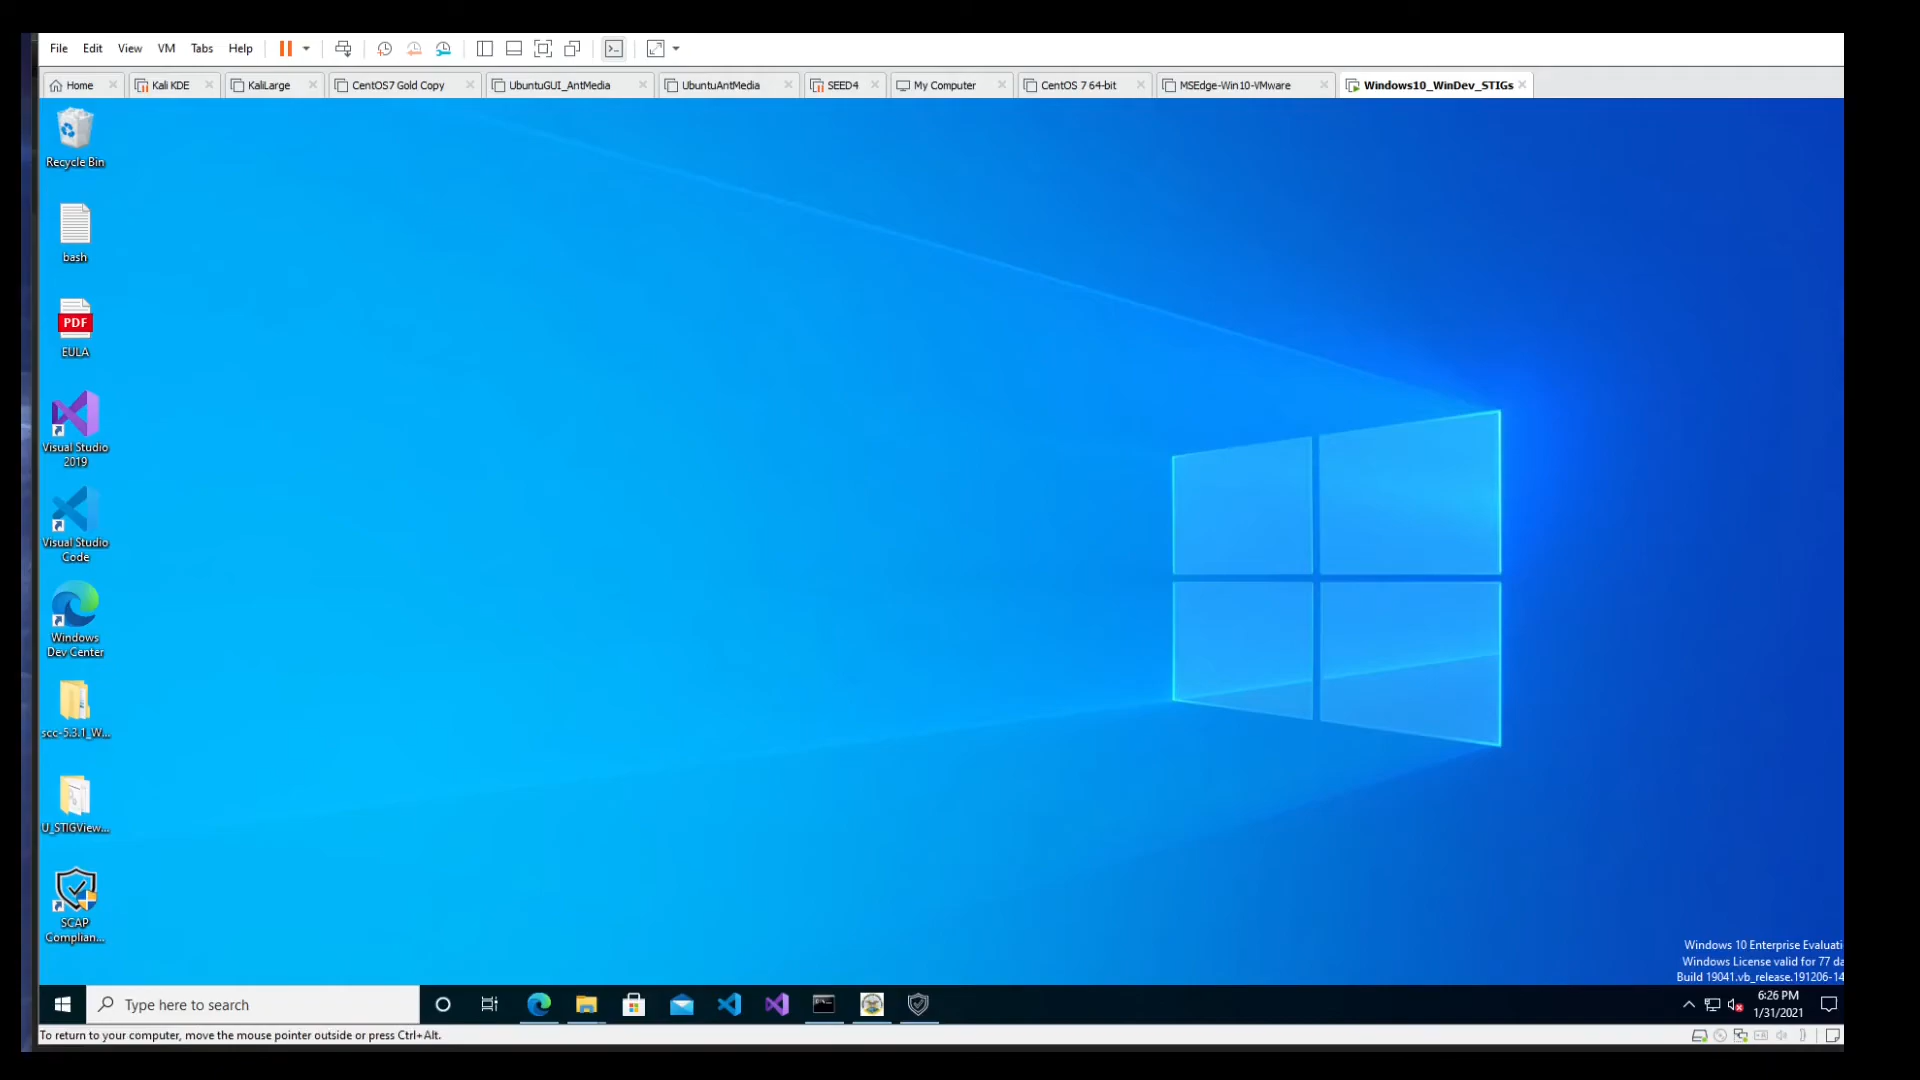 File Edit View VM Tabs Help
Home Kali KDE KaliLarge CentOS7 Gold Copy UbuntuGUI_AntMedia UbuntuAntMedia SEED4 My Computer CentOS 7 64-bit MSEdge-Win10-VMware Windows10_WinDev_STIGs
Recycle Bin
bash
PDF
EULA
Visual Studio
2019
Visual Studio
Code
Windows
Dev Center
scc-5.3.1_W...
U_STIGView...
SCAP
Complian...
Windows 10 Enterprise Evaluati
Windows License valid for 77 da
Build 19041.vb_release.191206-14
Type here to search
6:26 PM
1/31/2021
To return to your computer, move the mouse pointer outside or press Ctrl+Alt.